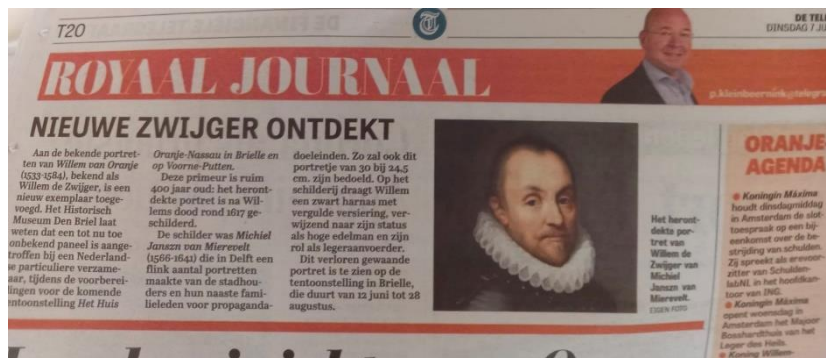 T20
T
DE TELE
DINSDAG 7 JU
ROYAAL JOURNAAL
p.kleinbeernink@telegra
NIEUWE ZWIJGER ONTDEKT
Aan de bekende portret-
ten van Willem van Oranje
(1533-1584), bekend als
Willem de Zwijger, is een
nieuw exemplaar toege-
voegd. Het Historisch
Museum Den Briel laat
weten dat een tot nu toe
onbekend paneel is aange-
troffen bij een Nederland-
se particuliere verzame-
aar, tijdens de voorberei-
lingen voor de komende
entoonstelling Het Huis
Oranje-Nassau in Brielle en
op Voorne-Putten.
Deze primeur is ruim
400 jaar oud: het heront-
dekte portret is na Wil-
lems dood rond 1617 ge-
schilderd.
De schilder was Michiel
Janszn van Mierevelt
(1566-1641) die in Delft een
flink aantal portretten
maakte van de stadhou-
ders en hun naaste fami-
lieleden voor propaganda-
doeleinden. Zo zal ook dit
portretje van 30 bij 24,5
cm. zijn bedoeld. Op het
schilderij draagt Willem
een zwart harnas met
vergulde versiering, ver-
wijzend naar zijn status
als hoge edelman en zijn
rol als legeraanvoerder.
Dit verloren gewaande
portret is te zien op de
tentoonstelling in Brielle,
die duurt van 12 juni tot 28
augustus.
Het heront-
dekte por-
tret van
Willem de
Zwijger van
Michiel
Janszn van
Mierevelt.
EIGEN FOTO
ORANJE
AGENDA
Koningin Máxima
houdt dinsdagmiddag
in Amsterdam de slot-
toespraak op een bij-
eenkomst over de be-
strijding van schulden.
Zij spreekt als erevoor-
zitter van Schulden-
labNL in het hoofdkan-
toor van ING.
Koningin Máxima
opent woensdag in
Amsterdam het Majoor
Bosshardthuis van het
Leger des Heils.
Koning Willem-